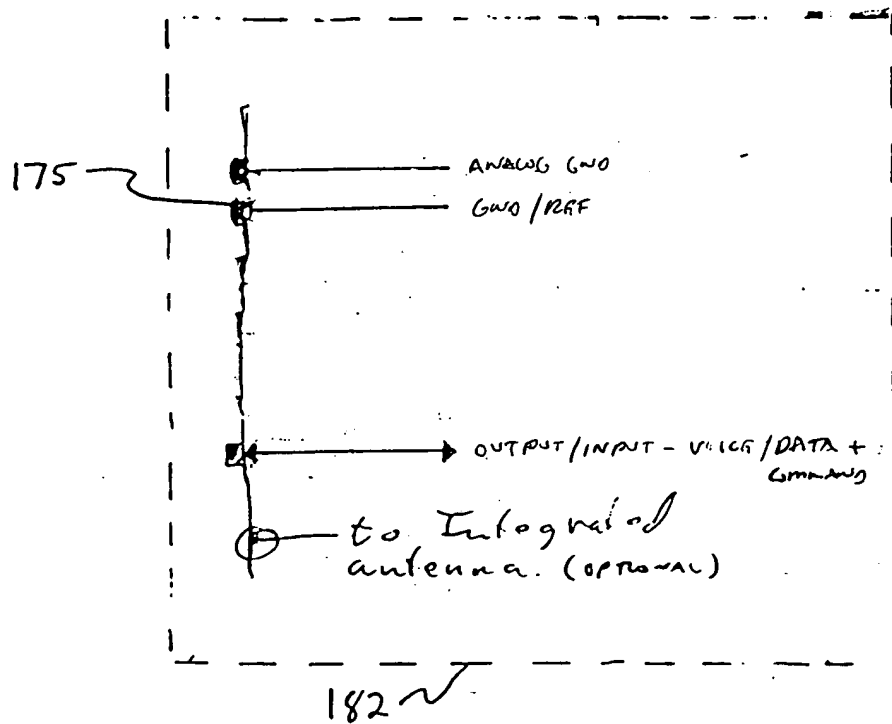 175
ANALOG GND
GND/REF
OUTPUT/INPUT - VOICE/DATA +
COMMAND
to Integrated
antenna. (OPTIONAL)
182